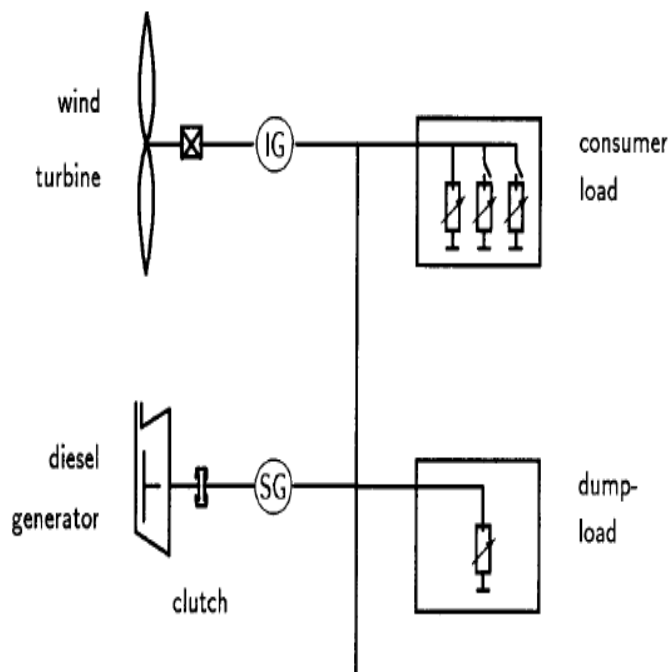 wind
turbine
IG
consumer
load
diesel
generator
SG
clutch
dump-
load